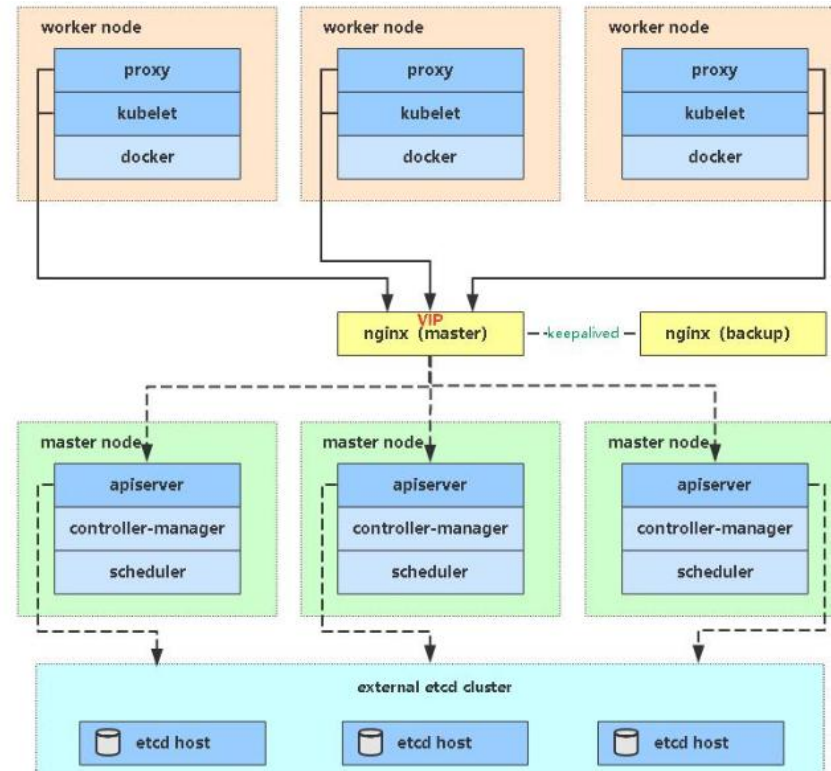 worker node
proxy
kubelet
docker
worker node
proxy
kubelet
docker
worker node
proxy
kubelet
docker
VIP
nginx (master)
keepalived
nginx (backup)
master node
apiserver
controller-manager
scheduler
master node
apiserver
controller-manager
scheduler
master node
apiserver
controller-manager
scheduler
external etcd cluster
etcd host
etcd host
etcd host